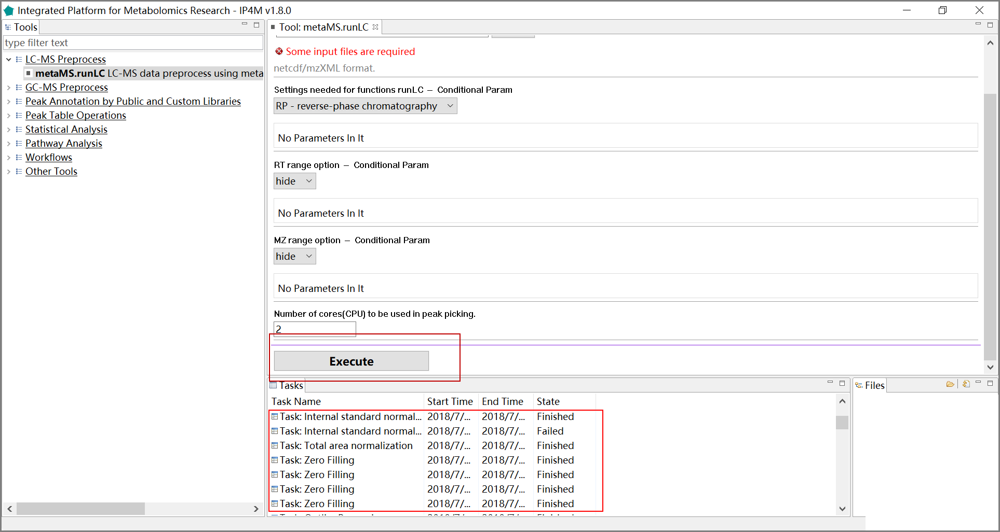 Integrated Platform for Metabolomics Research - IP4M v1.8.0
Tools
type filter text
LC-MS Preprocess
metaMS.runLC LC-MS data preprocess using meta
GC-MS Preprocess
Peak Annotation by Public and Custom Libraries
Peak Table Operations
Statistical Analysis
Pathway Analysis
Workflows
Other Tools
Tool: metaMS.runLC
Some input files are required
netcdf/mzXML format.
Settings needed for functions runLC – Conditional Param
RP - reverse-phase chromatography
No Parameters In It
RT range option – Conditional Param
hide
No Parameters In It
MZ range option – Conditional Param
hide
No Parameters In It
Number of cores(CPU) to be used in peak picking.
2
Execute
Tasks
Task Name Start Time End Time State
Task: Internal standard normal... 2018/7/... 2018/7/... Finished
Task: Internal standard normal... 2018/7/... 2018/7/... Failed
Task: Total area normalization 2018/7/... 2018/7/... Finished
Task: Zero Filling 2018/7/... 2018/7/... Finished
Task: Zero Filling 2018/7/... 2018/7/... Finished
Task: Zero Filling 2018/7/... 2018/7/... Finished
Task: Zero Filling 2018/7/... 2018/7/... Finished
Files